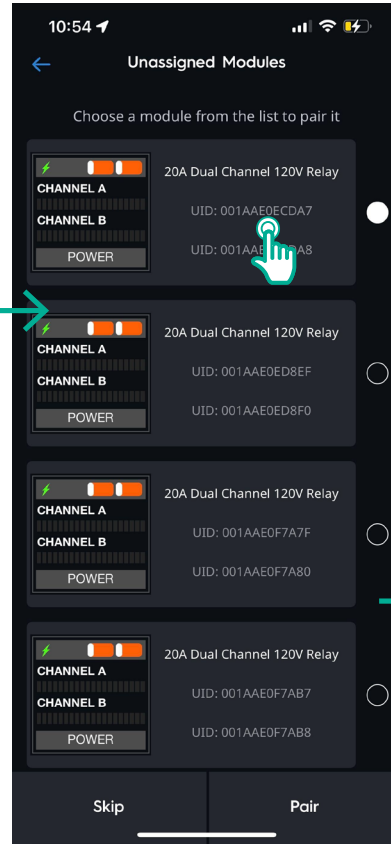 10:54
Unassigned Modules
Choose a module from the list to pair it
CHANNEL A
CHANNEL B
POWER
20A Dual Channel 120V Relay
UID: 001AAE0ECDA7
UID:
CHANNEL A
CHANNEL B
POWER
20A Dual Channel 120V Relay
UID: 001AAE0ED8EF
UID: 001AAE0ED8F0
CHANNEL A
CHANNEL B
POWER
20A Dual Channel 120V Relay
UID: 001AAE0F7A7F
UID: 001AAE0F7A80
CHANNEL A
CHANNEL B
POWER
20A Dual Channel 120V Relay
UID: 001AAE0F7AB7
UID: 001AAE0F7AB8
Skip
Pair